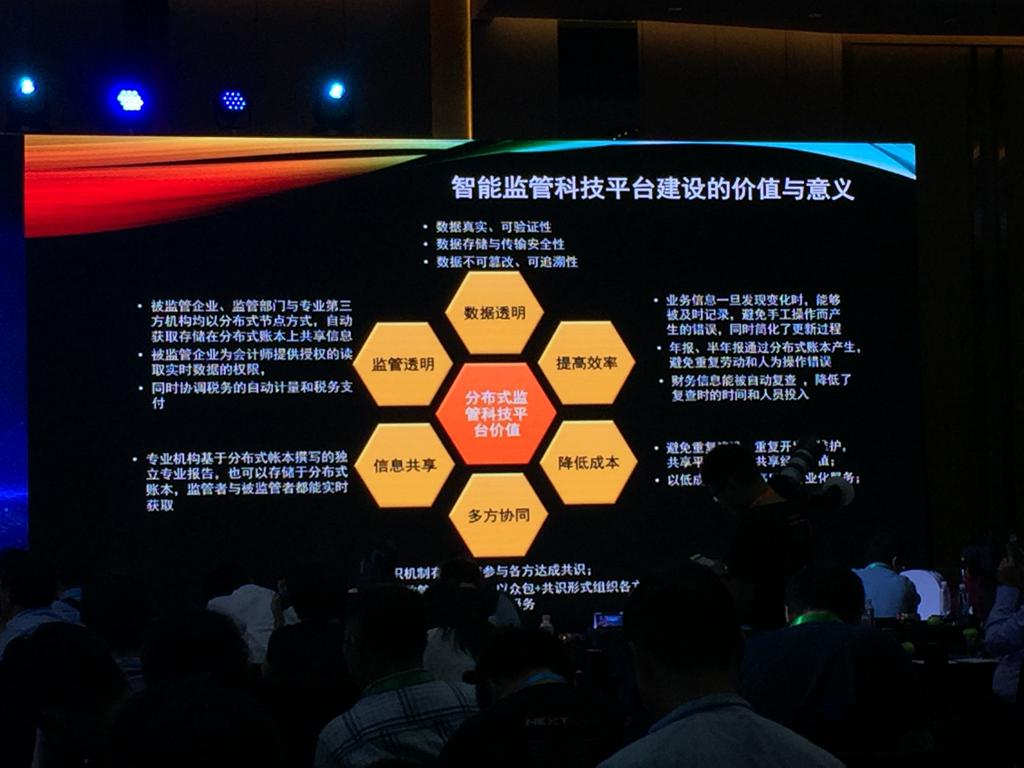 智能监管科技平台建设的价值与意义
• 数据真实、可验证性
• 数据存储与传输安全性
• 数据不可篡改、可追溯性
数据透明
• 被监管企业、监管部门与专业第三
方机构均以分布式节点方式，自动
获取存储在分布式账本上共享信息
• 被监管企业为会计师提供授权的读
取实时数据的权限，
• 同时协调税务的自动计量和税务支
付
监管透明
提高效率
• 业务信息一旦发现变化时，能够
被及时记录，避免手工操作而产
生的错误，同时简化了更新过程
• 年报、半年报通过分布式账本产生，
避免重复劳动和人为操作错误
• 财务信息能被自动复查 ，降低了
复查时的时间和人员投入
分布式监
管科技平
台价值
• 专业机构基于分布式帐本撰写的独
立专业报告，也可以存储于分布式
账本，监管者与被监管者都能实时
获取
信息共享
降低成本
• 避免重复 重复开 护，
共享平 共享经 值；
• 以低成 业化服务；
多方协同
识机制 参与各方达成共识；
以众包+共识形式组织各方
服务
NEXT